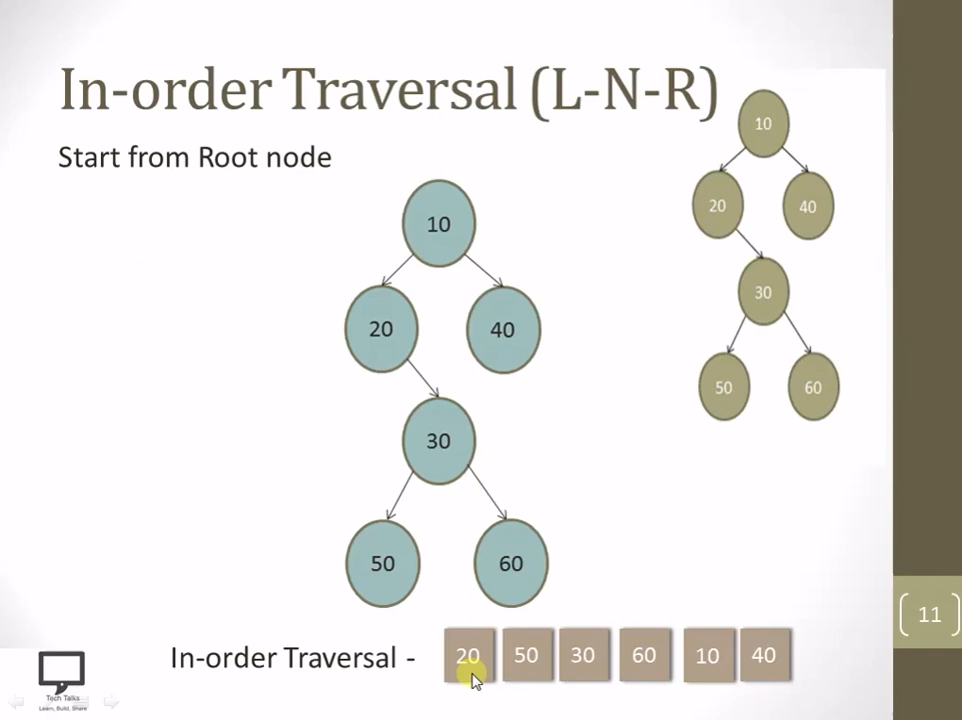 In-order Traversal (L-N-R)
Start from Root node
10
20 40
30
50 60
10
20 40
30
50 60
In-order Traversal - 20 50 30 60 10 40
11
Tech Talks
Learn, Build, Share